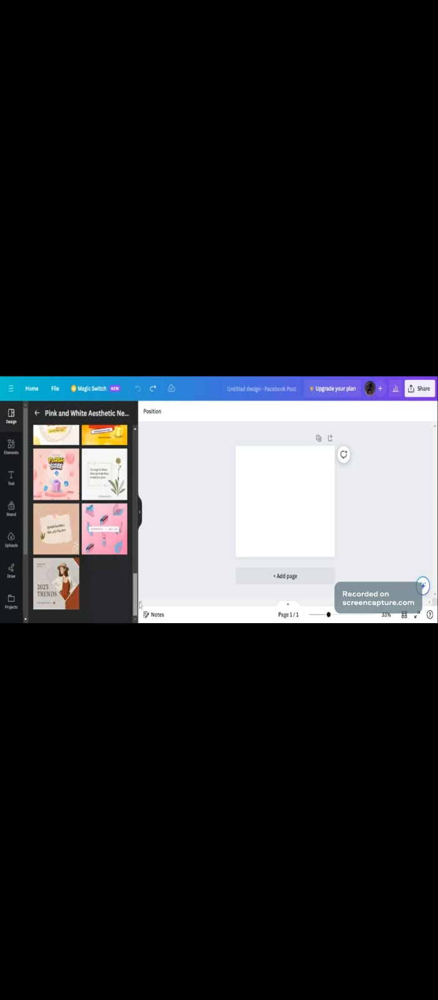 Home File Magic Switch NEW Untitled design - Facebook Post Upgrade your plan + Share
Design
Pink and White Aesthetic Ne...
Position
Elements
FLASH
SALE
Text
Brand
Uploads
Draw
2023
TRENDS
+ Add page
Projects
Recorded on
screencapture.com
Notes
Page 1 / 1
33%